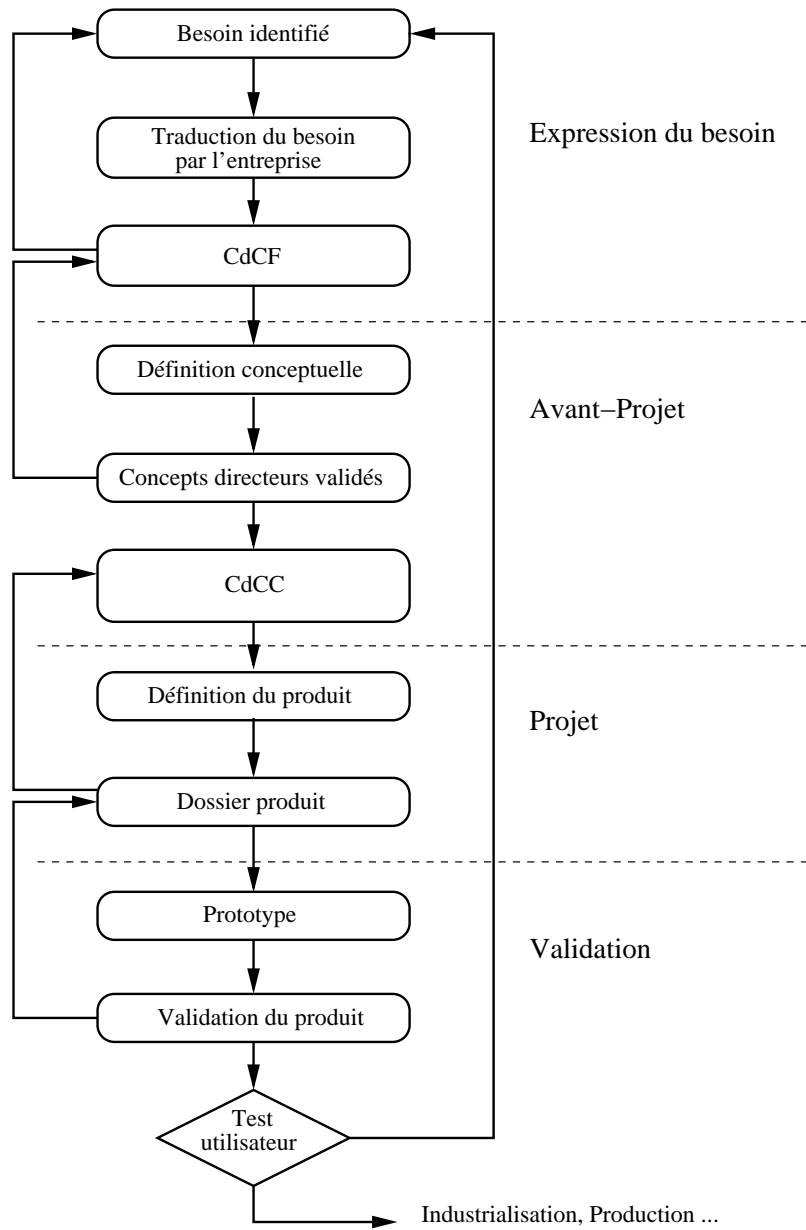 Besoin identifié
Traduction du besoin
par l’entreprise
Expression du besoin
CdCF
Définition conceptuelle
Avant−Projet
Concepts directeurs validés
CdCC
Définition du produit
Projet
Dossier produit
Prototype
Validation
Validation du produit
Test
utilisateur
Industrialisation, Production ...